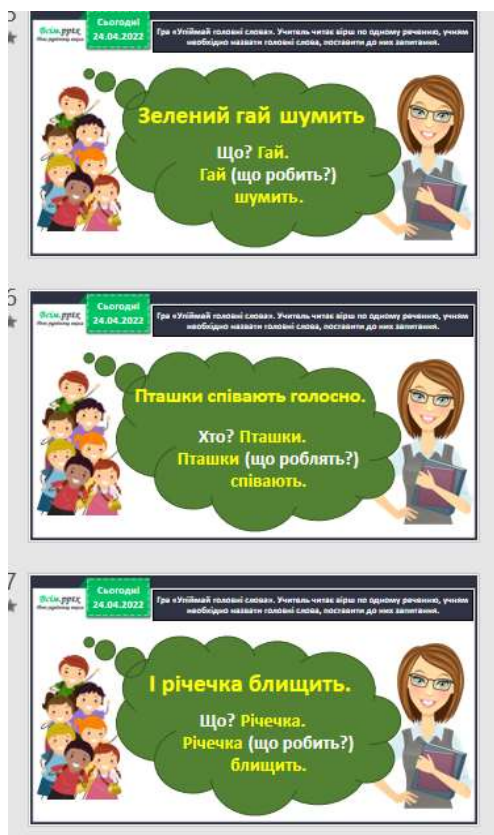 5
Всім.pptx
Сьогодні
24.04.2022
Гра «Упіймай головні слова». Учитель читає вірш по одному реченню, учням
необхідно назвати головні слова, поставити до них запитання.
Зелений гай шумить
Що? Гай.
Гай (що робить?)
шумить.
6
Всім.pptx
Сьогодні
24.04.2022
Гра «Упіймай головні слова». Учитель читає вірш по одному реченню, учням
необхідно назвати головні слова, поставити до них запитання.
Пташки співають голосно.
Хто? Пташки.
Пташки (що роблять?)
співають.
7
Всім.pptx
Сьогодні
24.04.2022
Гра «Упіймай головні слова». Учитель читає вірш по одному реченню, учням
необхідно назвати головні слова, поставити до них запитання.
І річечка блищить.
Що? Річечка.
Річечка (що робить?)
блищить.